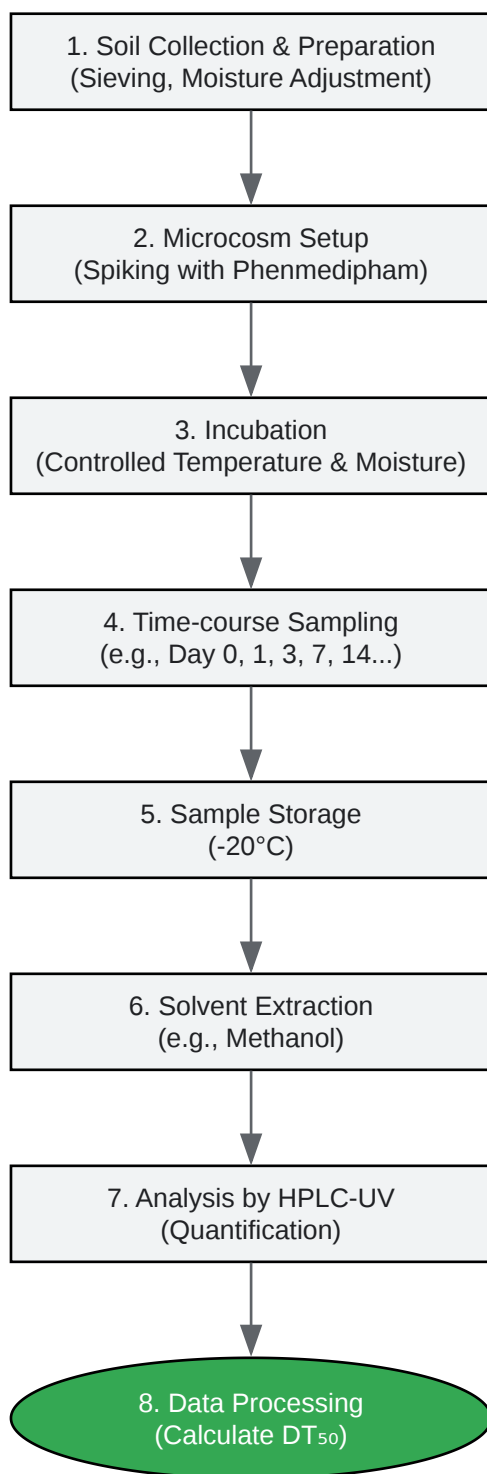 1. Soil Collection & Preparation
(Sieving, Moisture Adjustment)
2. Microcosm Setup
(Spiking with Phenmedipham)
3. Incubation
(Controlled Temperature & Moisture)
4. Time-course Sampling
(e.g., Day 0, 1, 3, 7, 14...)
5. Sample Storage
(-20°C)
6. Solvent Extraction
(e.g., Methanol)
7. Analysis by HPLC-UV
(Quantification)
8. Data Processing
(Calculate DT₅₀)